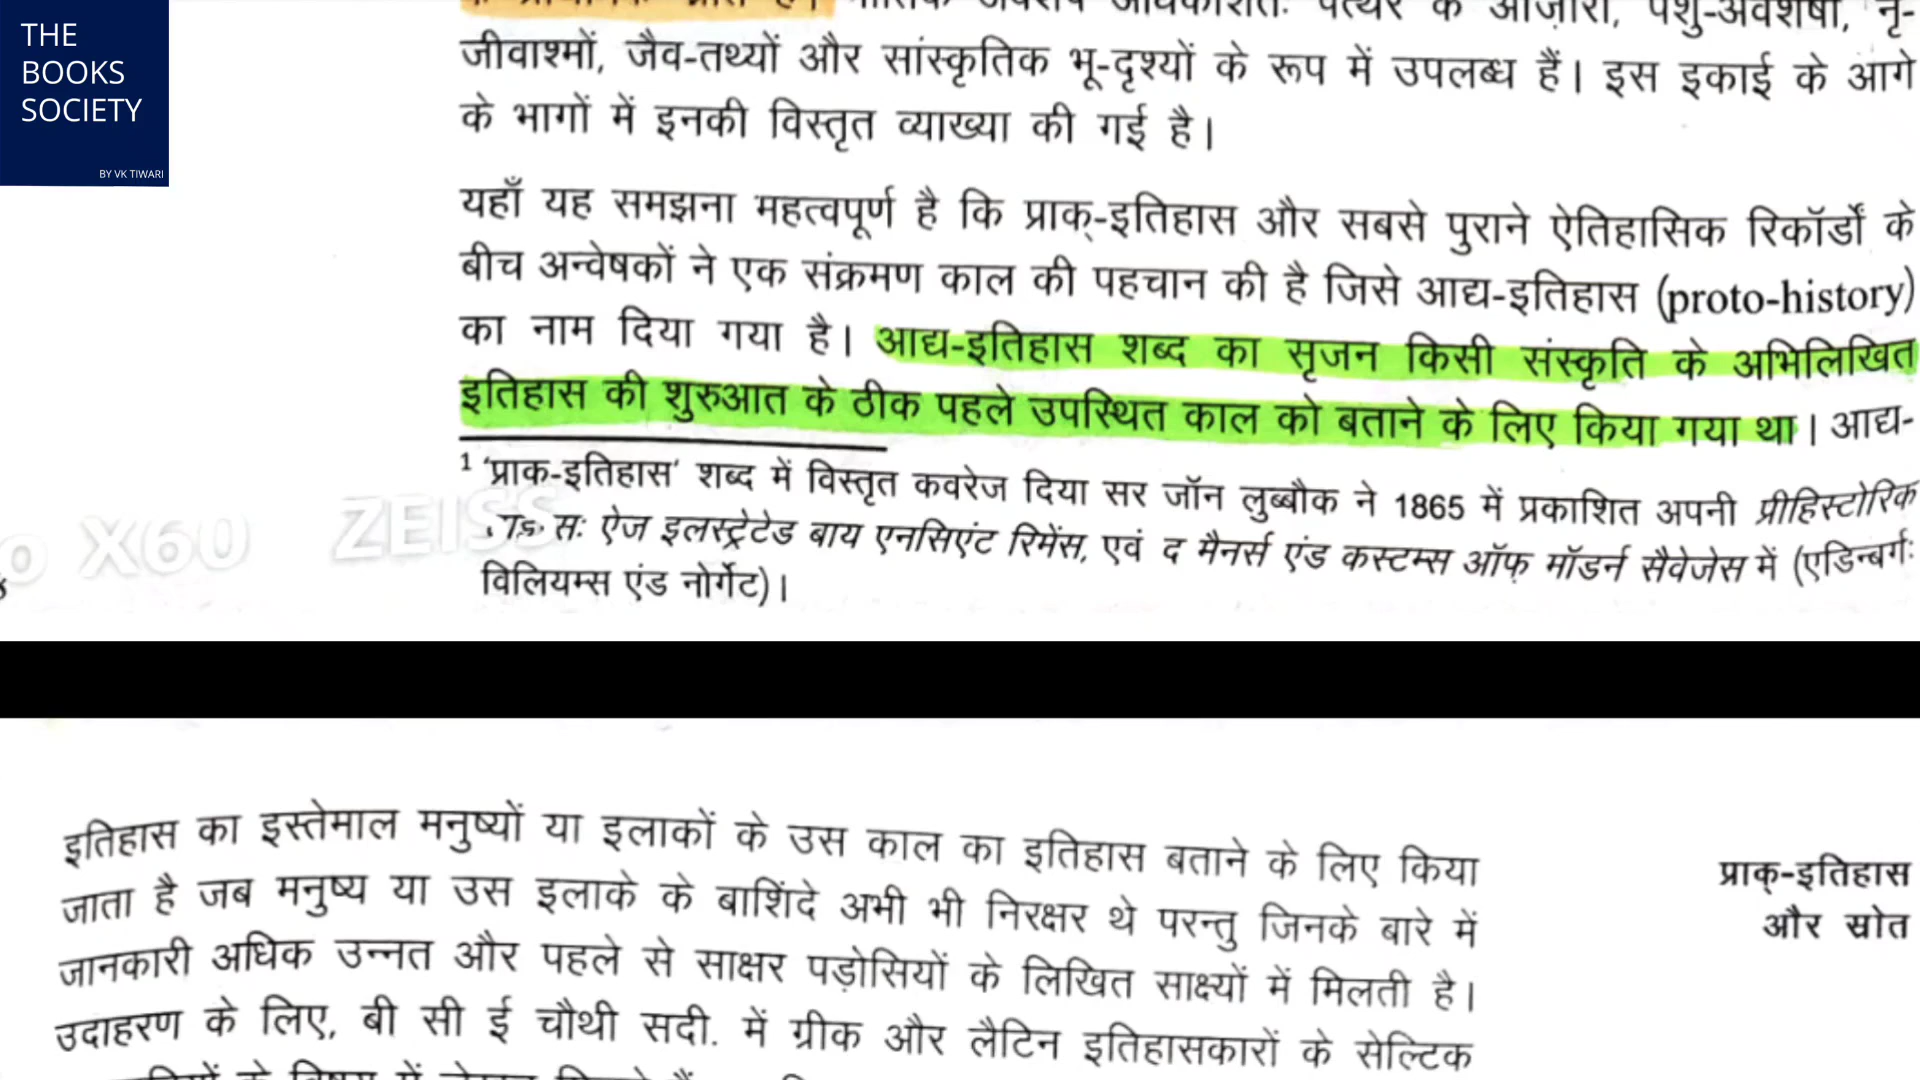 THE
BOOKS
SOCIETY
BY VK TIWARI
जीवाश्मों, जैव-तथ्यों और सांस्कृतिक भू-दृश्यों के रूप में उपलब्ध हैं। इस इकाई के आगे
के भागों में इनकी विस्तृत व्याख्या की गई है।
यहाँ यह समझना महत्वपूर्ण है कि प्राक्-इतिहास और सबसे पुराने ऐतिहासिक रिकॉर्डों के
बीच अन्वेषकों ने एक संक्रमण काल की पहचान की है जिसे आद्य-इतिहास (proto-history)
का नाम दिया गया है। आद्य-इतिहास शब्द का सृजन किसी संस्कृति के अभिलिखित
इतिहास की शुरुआत के ठीक पहले उपस्थित काल को बताने के लिए किया गया था। आद्य-
1 'प्राक-इतिहास' शब्द में विस्तृत कवरेज दिया सर जॉन लुब्बौक ने 1865 में प्रकाशित अपनी प्रीहिस्टोरिक
ऐज इलस्ट्रेटेड बाय एनसिएंट रिमेंस, एवं द मैनर्स एंड कस्टम्स ऑफ़ मॉडर्न सैवेजेस में (एडिन्बर्गः
विलियम्स एंड नोर्गेट)।
X60 ZEISS
इतिहास का इस्तेमाल मनुष्यों या इलाकों के उस काल का इतिहास बताने के लिए किया
जाता है जब मनुष्य या उस इलाके के बाशिंदे अभी भी निरक्षर थे परन्तु जिनके बारे में
जानकारी अधिक उन्नत और पहले से साक्षर पड़ोसियों के लिखित साक्ष्यों में मिलती है।
उदाहरण के लिए, बी सी ई चौथी सदी. में ग्रीक और लैटिन इतिहासकारों के सेल्टिक
प्राक्-इतिहास
और स्रोत